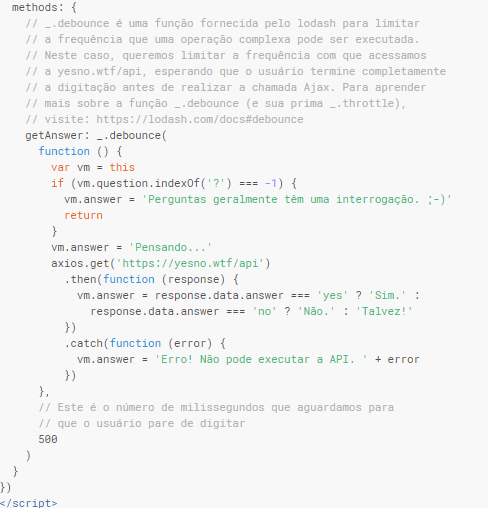 methods: {
// _.debounce é uma função fornecida pelo lodash para limitar
// a frequência que uma operação complexa pode ser executada.
// Neste caso, queremos limitar a frequência com que acessamos
// a yesno.wtf/api, esperando que o usuário termine completamente
// a digitação antes de realizar a chamada Ajax. Para aprender
// mais sobre a função _.debounce (e sua prima _.throttle),
// visite: https://lodash.com/docs#debounce
getAnswer: _.debounce(
function () {
var vm = this
if (vm.question.indexOf('?') === -1) {
vm.answer = 'Perguntas geralmente têm uma interrogação. ;-)'
return
}
vm.answer = 'Pensando...'
axios.get('https://yesno.wtf/api')
.then(function (response) {
vm.answer = response.data.answer === 'yes' ? 'Sim.' :
response.data.answer === 'no' ? 'Não.' : 'Talvez!'
})
.catch(function (error) {
vm.answer = 'Erro! Não pode executar a API. ' + error
})
},
// Este é o número de milissegundos que aguardamos para
// que o usuário pare de digitar
500
)
}
})
</script>